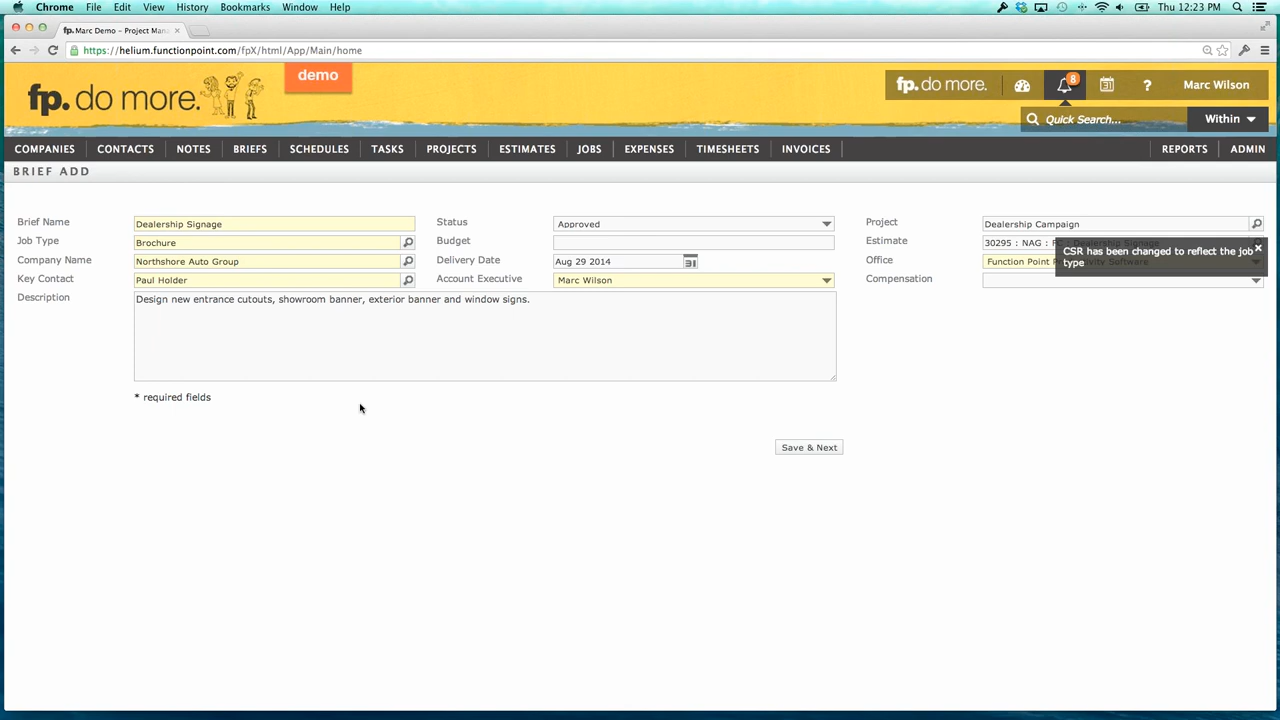 Chrome File Edit View History Bookmarks Window Help Thu 12:23 PM
fp. Marc Demo – Project Man
https://helium.functionpoint.com/fpX/html/App/Main/home
demo
fp. do more.
fp. do more. 8 ? Marc Wilson
Quick Search... Within
COMPANIES CONTACTS NOTES BRIEFS SCHEDULES TASKS PROJECTS ESTIMATES JOBS EXPENSES TIMESHEETS INVOICES REPORTS ADMIN
BRIEF ADD
Brief Name Dealership Signage Status Approved Project Dealership Campaign
Job Type Brochure Budget Estimate 30295 : NAG : Dealership Signage
Company Name Northshore Auto Group Delivery Date Aug 29 2014 31 Office Function Point Productivity Software
CSR has been changed to reflect the job
type
Key Contact Paul Holder Account Executive Marc Wilson Compensation
Description Design new entrance cutouts, showroom banner, exterior banner and window signs.
* required fields
Save & Next